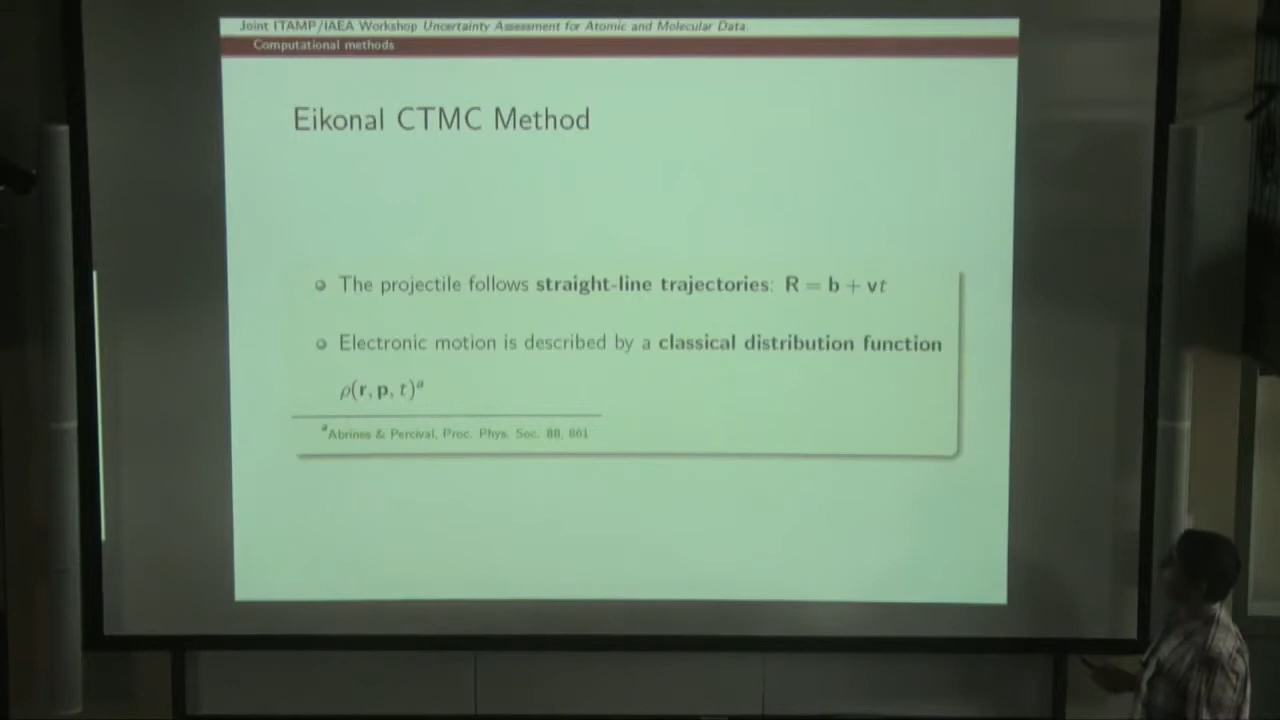 Joint ITAMP/IAEA Workshop Uncertainty Assessment for Atomic and Molecular Data.
Computational methods
Eikonal CTMC Method
The projectile follows straight-line trajectories: R = b + vt
Electronic motion is described by a classical distribution function
ρ(r, p, t)ᵃ
ᵃAbrines & Percival, Proc. Phys. Soc. 88, 861